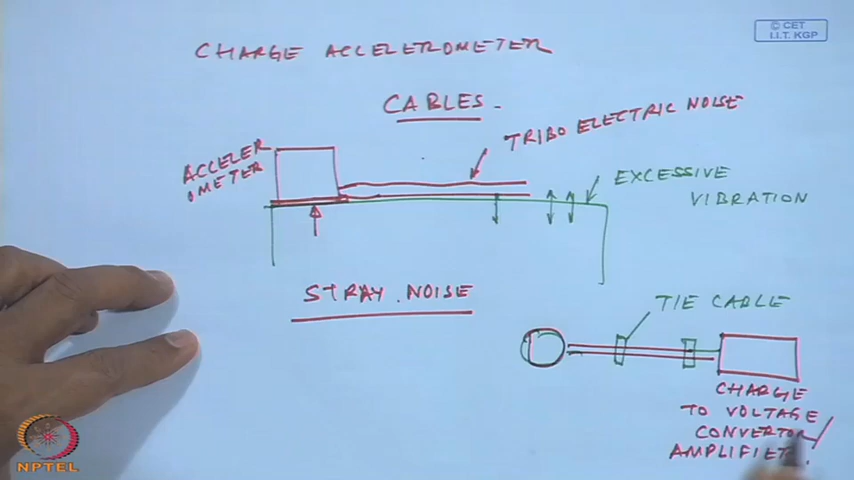 © CET
I.I.T. KGP
CHARGE ACCELEROMETER
CABLES.
TRIBO ELECTRIC NOISE
ACCELER
OMETER
EXCESSIVE
VIBRATION
STRAY NOISE
TIE CABLE
CHARGE
TO VOLTAGE
CONVERTOR/
AMPLIFIER.
NPTEL